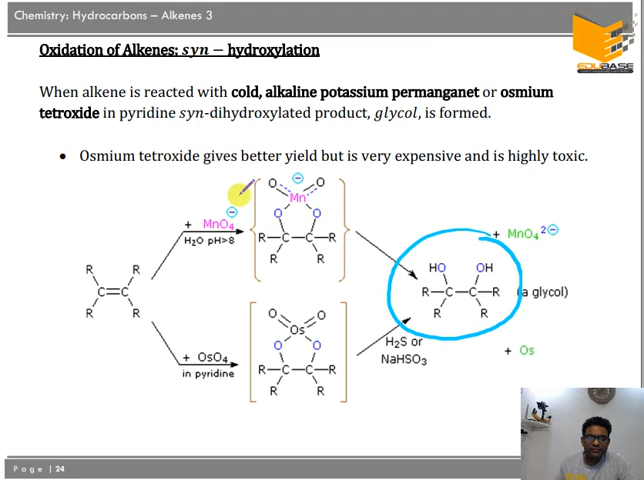 Chemistry: Hydrocarbons – Alkenes 3
EDUBASE
Oxidation of Alkenes: syn – hydroxylation
When alkene is reacted with cold, alkaline potassium permanganet or osmium
tetroxide in pyridine syn-dihydroxylated product, glycol, is formed.
• Osmium tetroxide gives better yield but is very expensive and is highly toxic.
O O
Mn
O O
R–C–C–R
R R
+ MnO4⊖
H2O pH>8
+ MnO4 2⊖
R R
C=C
R R
HO OH
R–C–C–R
R R
(a glycol)
+ OsO4
in pyridine
O O
Os
O O
R–C–C–R
R R
H2S or
NaHSO3
+ Os
P a g e | 24